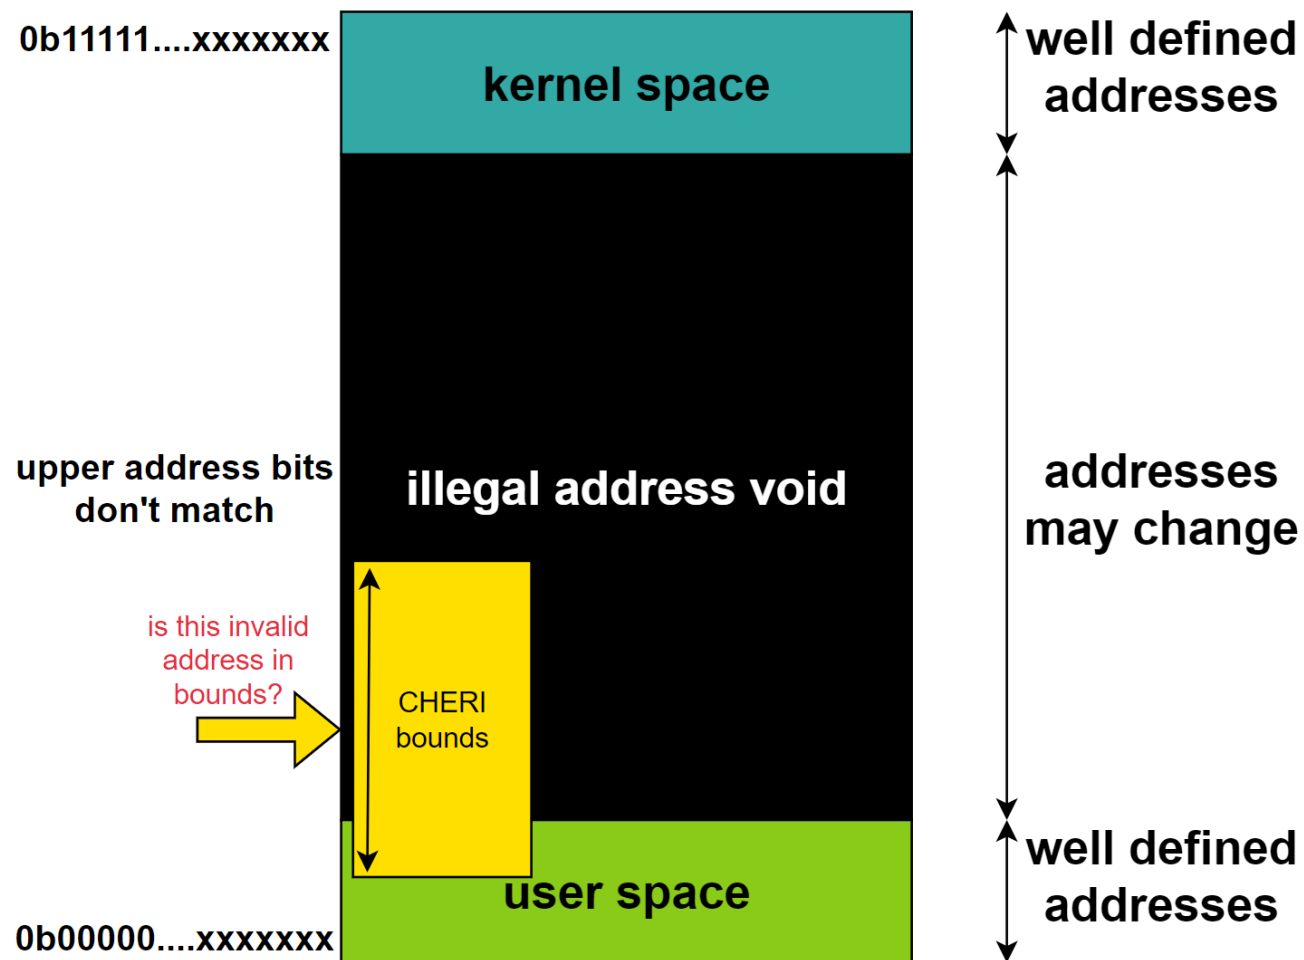 0b11111....xxxxxxx
kernel space
well defined
addresses
upper address bits
don't match
illegal address void
addresses
may change
is this invalid
address in
bounds?
CHERI
bounds
well defined
addresses
user space
0b00000....xxxxxxx